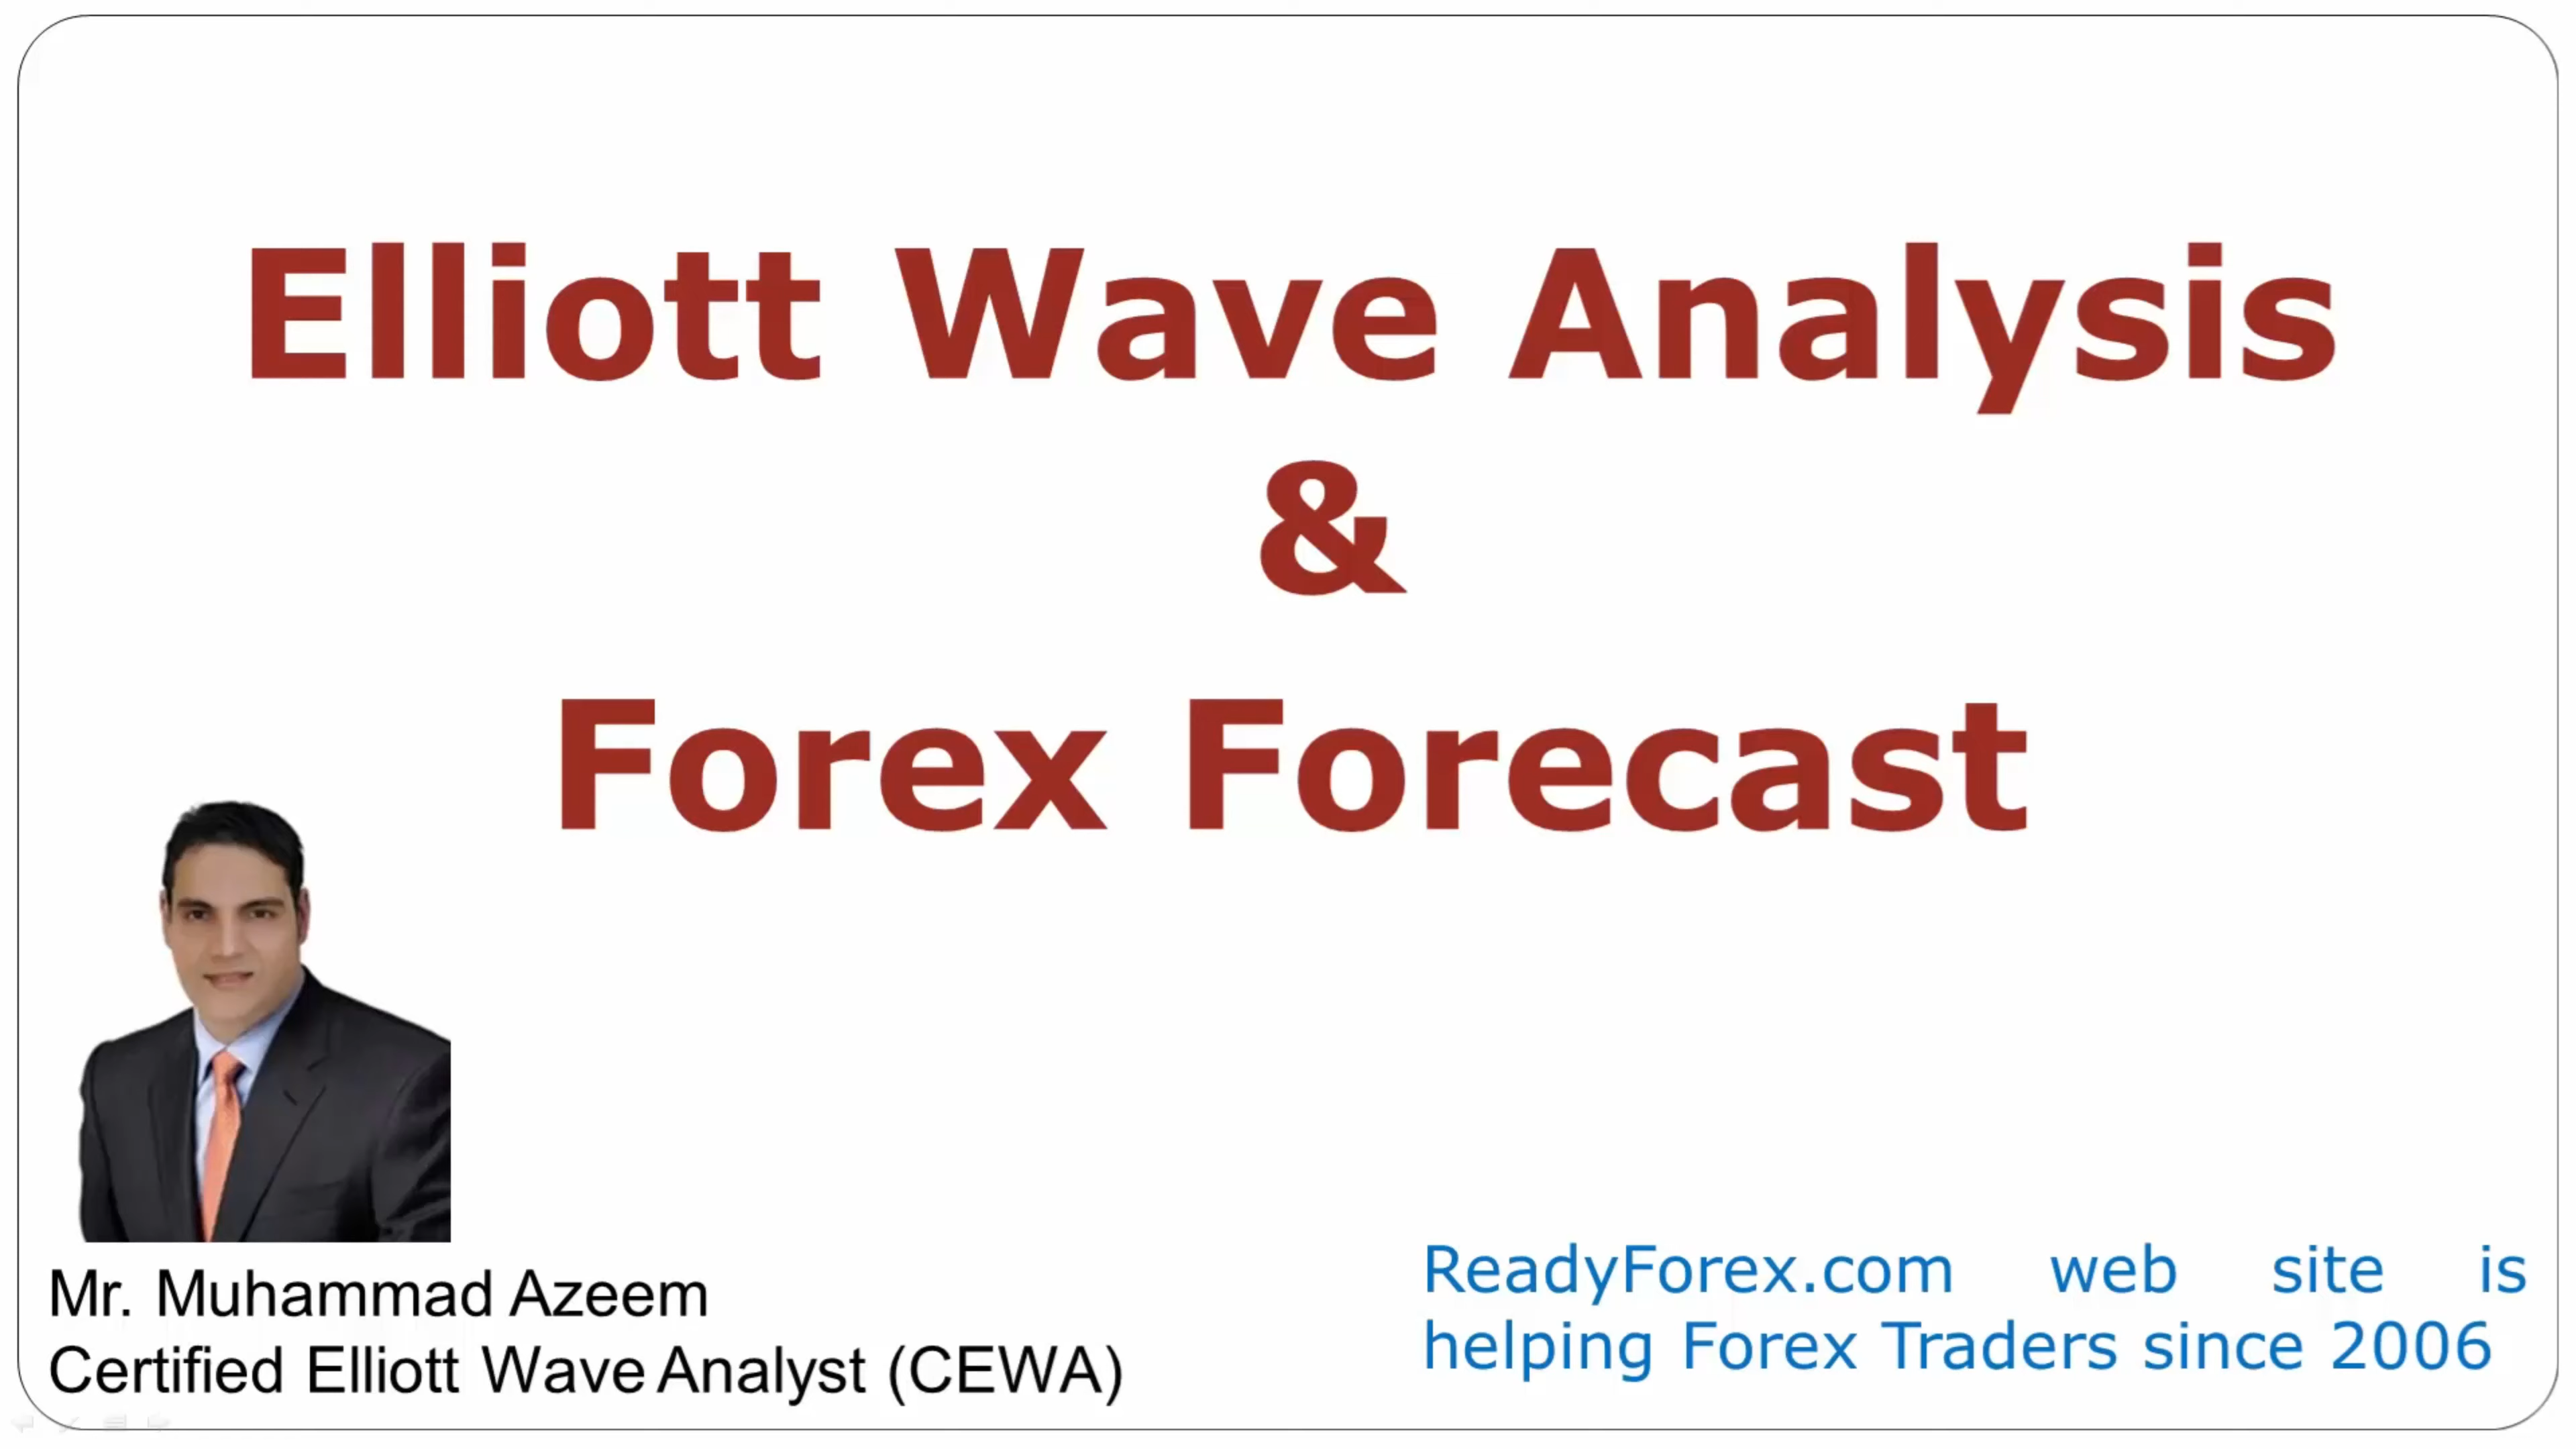 Elliott Wave Analysis
&
Forex Forecast
Mr. Muhammad Azeem
Certified Elliott Wave Analyst (CEWA)
ReadyForex.com web site is
helping Forex Traders since 2006